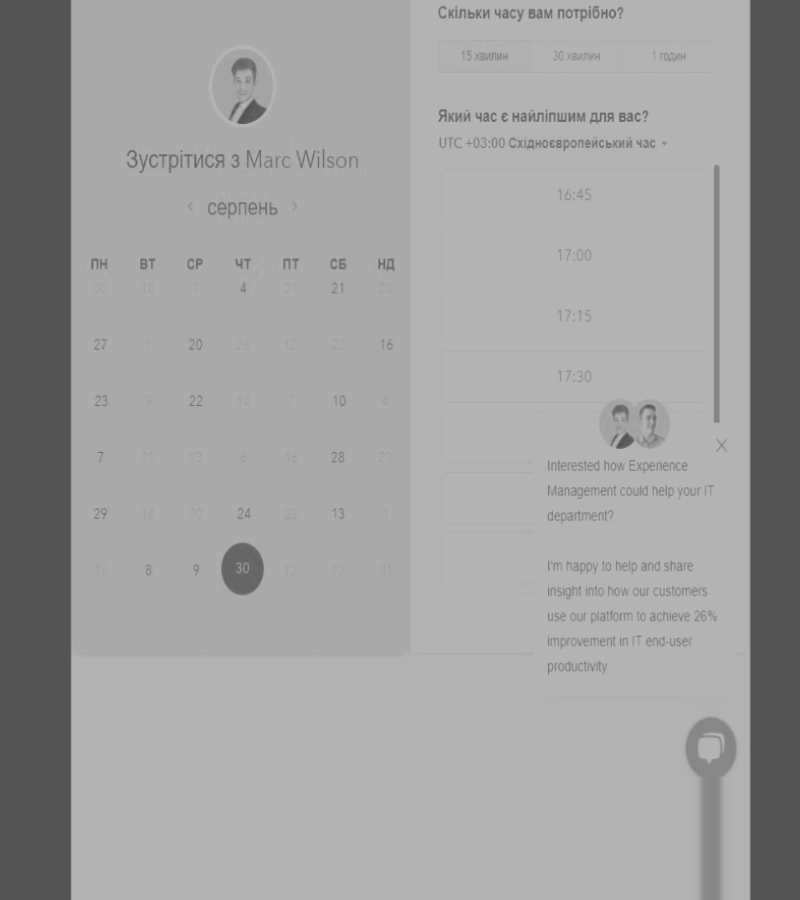 Скільки часу вам потрібно?
15 хвилин 30 хвилин 1 годин
Зустрітися з Marc Wilson
серпень
ПН ВТ СР ЧТ ПТ СБ НД
30 18 1 4 21 21 20
27 1 20 26 12 22 16
23 9 22 14 7 10 4
7 21 13 8 16 28 20
29 18 30 24 22 13 1
16 8 9 30 12 13 31
Який час є найліпшим для вас?
UTC +03:00 Східноєвропейський час
16:45
17:00
17:15
17:30
Interested how Experience
Management could help your IT
department?
I'm happy to help and share
insight into how our customers
use our platform to achieve 26%
improvement in IT end-user
productivity.